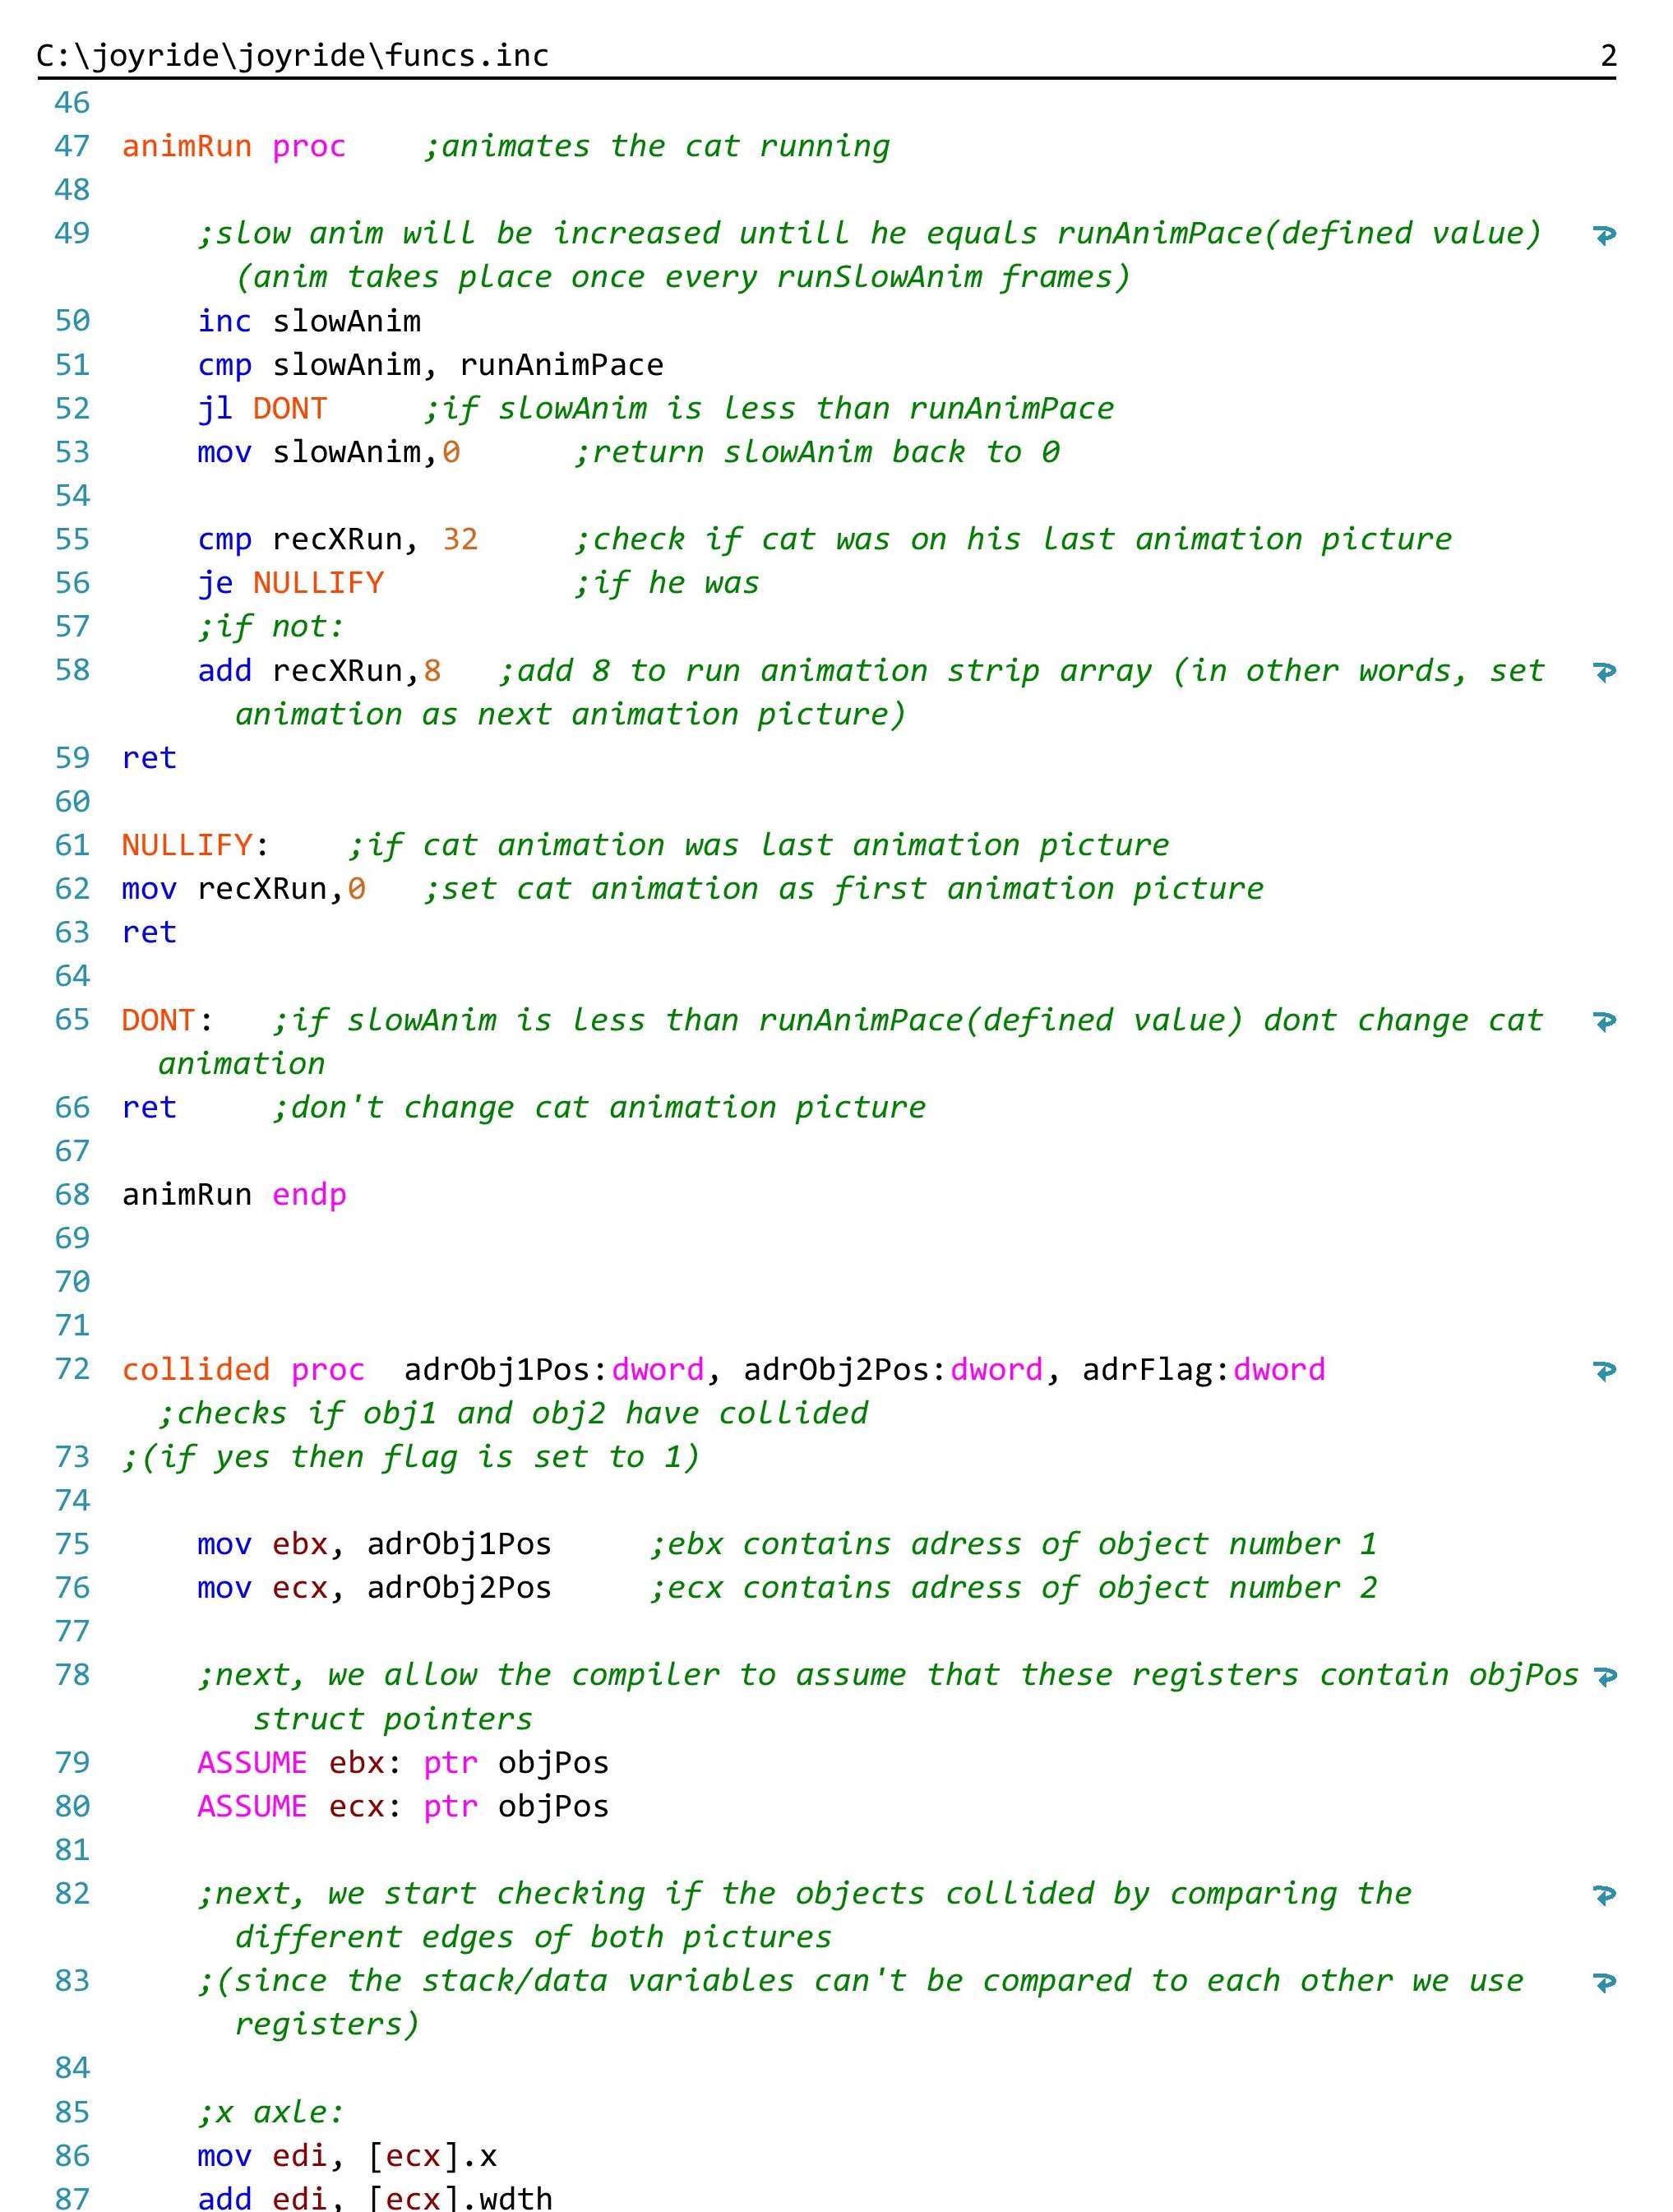 C:\joyride\joyride\funcs.inc 2
46
47 animRun proc ;animates the cat running
48
49 ;slow anim will be increased untill he equals runAnimPace(defined value)
(anim takes place once every runSlowAnim frames)
50 inc slowAnim
51 cmp slowAnim, runAnimPace
52 jl DONT ;if slowAnim is less than runAnimPace
53 mov slowAnim,0 ;return slowAnim back to 0
54
55 cmp recXRun, 32 ;check if cat was on his last animation picture
56 je NULLIFY ;if he was
57 ;if not:
58 add recXRun,8 ;add 8 to run animation strip array (in other words, set
animation as next animation picture)
59 ret
60
61 NULLIFY: ;if cat animation was last animation picture
62 mov recXRun,0 ;set cat animation as first animation picture
63 ret
64
65 DONT: ;if slowAnim is less than runAnimPace(defined value) dont change cat
animation
66 ret ;don't change cat animation picture
67
68 animRun endp
69
70
71
72 collided proc adrObj1Pos:dword, adrObj2Pos:dword, adrFlag:dword
;checks if obj1 and obj2 have collided
73 ;(if yes then flag is set to 1)
74
75 mov ebx, adrObj1Pos ;ebx contains adress of object number 1
76 mov ecx, adrObj2Pos ;ecx contains adress of object number 2
77
78 ;next, we allow the compiler to assume that these registers contain objPos
struct pointers
79 ASSUME ebx: ptr objPos
80 ASSUME ecx: ptr objPos
81
82 ;next, we start checking if the objects collided by comparing the
different edges of both pictures
83 ;(since the stack/data variables can't be compared to each other we use
registers)
84
85 ;x axle:
86 mov edi, [ecx].x
87 add edi, [ecx].wdth